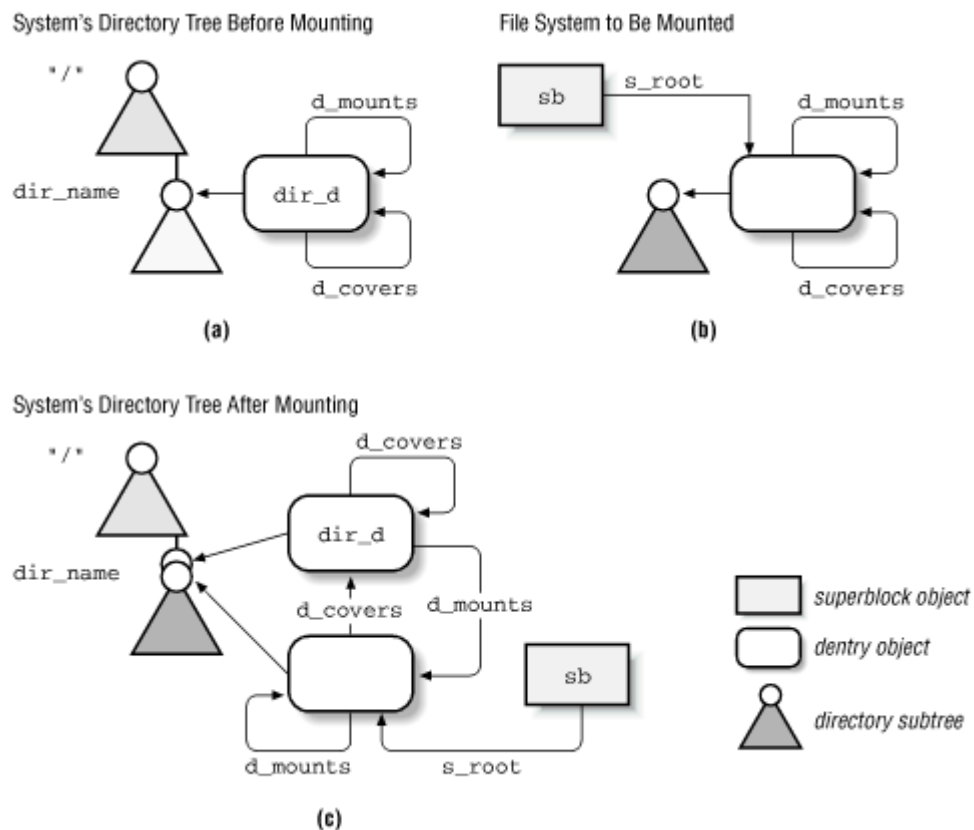 System's Directory Tree Before Mounting
"/"
d_mounts
dir_name
dir_d
d_covers
(a)
File System to Be Mounted
sb
s_root
d_mounts
d_covers
(b)
System's Directory Tree After Mounting
"/"
d_covers
dir_d
dir_name
d_covers
d_mounts
sb
d_mounts
s_root
(c)
superblock object
dentry object
directory subtree